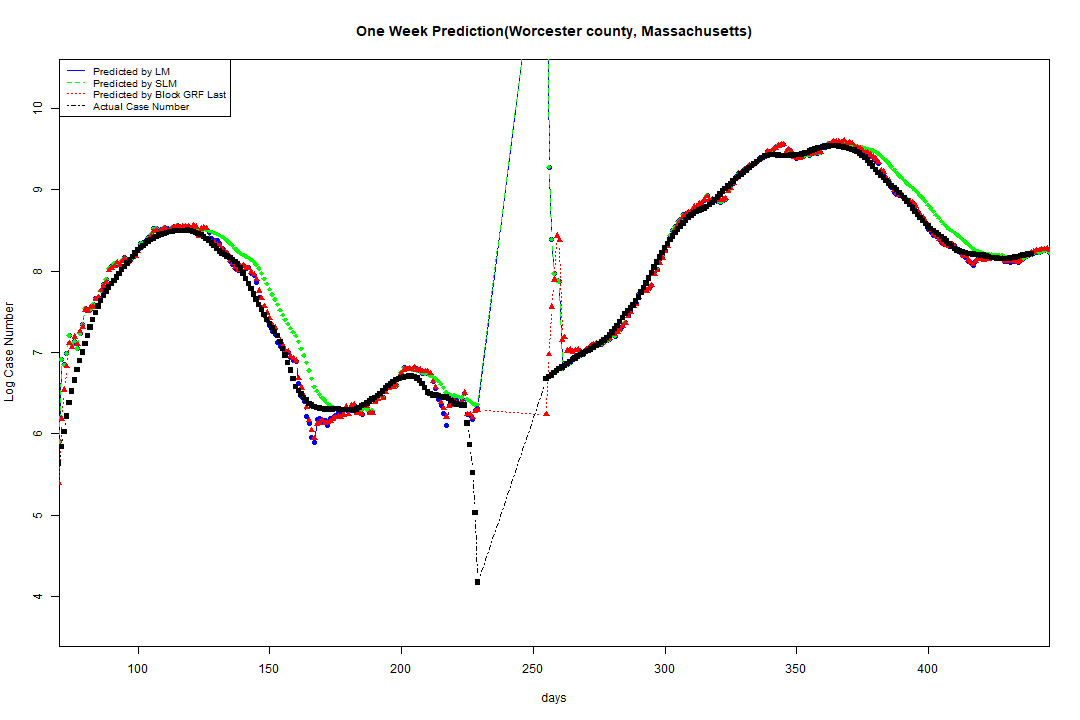 One Week Prediction(Worcester county, Massachusetts)
Predicted by LM
Predicted by SLM
Predicted by Block GRF Last
Actual Case Number
10
9
8
7
6
5
4
Log Case Number
100 150 200 250 300 350 400
days